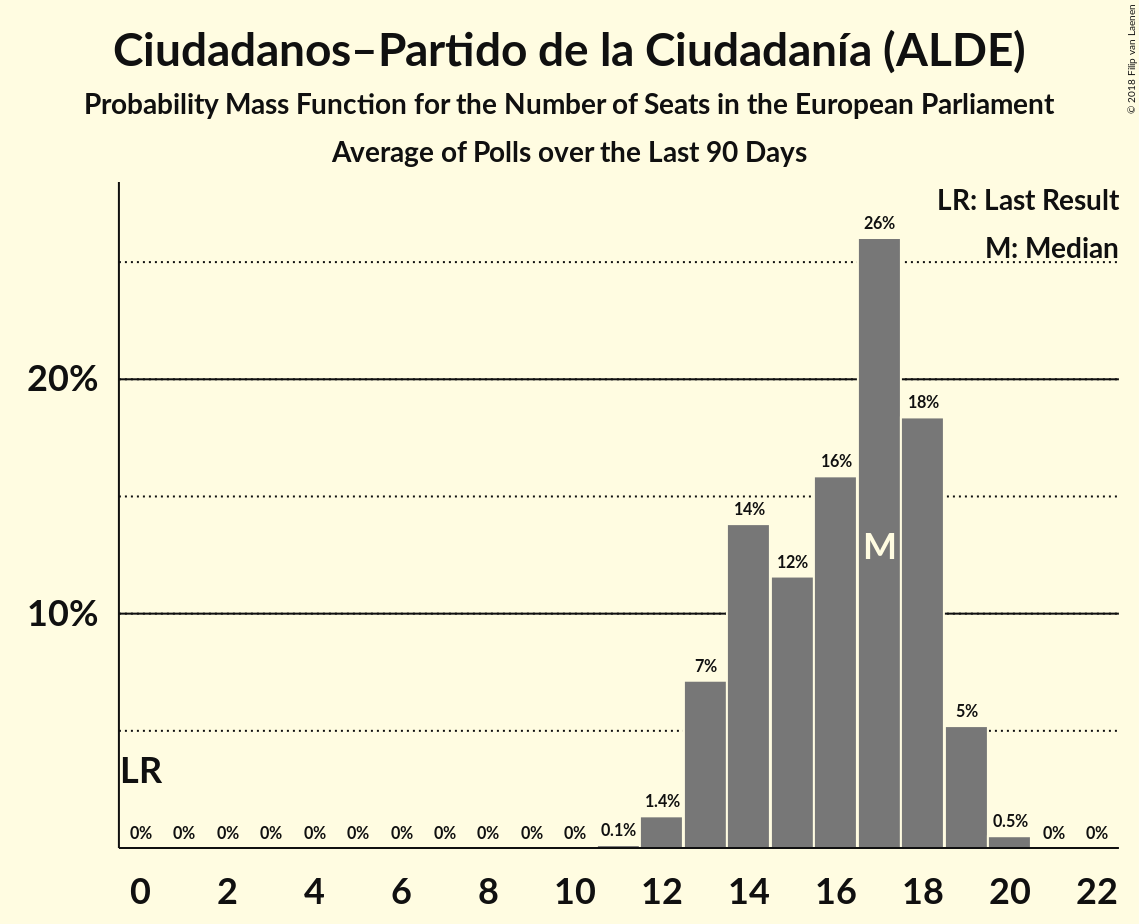 Ciudadanos–Partido de la Ciudadanía (ALDE)
Probability Mass Function for the Number of Seats in the European Parliament
Average of Polls over the Last 90 Days
© 2018 Filip van Laenen
LR: Last Result
M: Median
26%
20%
18%
16%
14%
M
12%
10%
7%
5%
LR
1.4%
0.5%
0% 0% 0% 0% 0% 0% 0% 0% 0% 0% 0% 0.1% 0% 0%
0 2 4 6 8 10 12 14 16 18 20 22